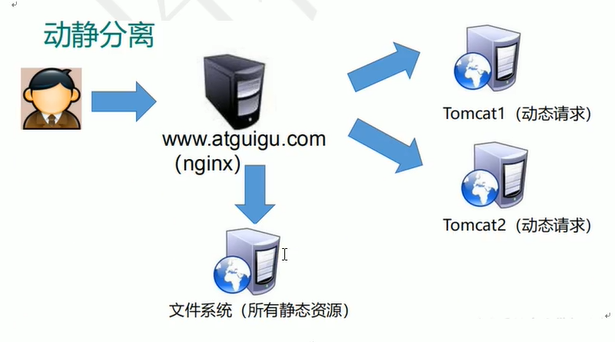 动静分离
www.atguigu.com
（nginx）
Tomcat1（动态请求）
Tomcat2（动态请求）
文件系统（所有静态资源）